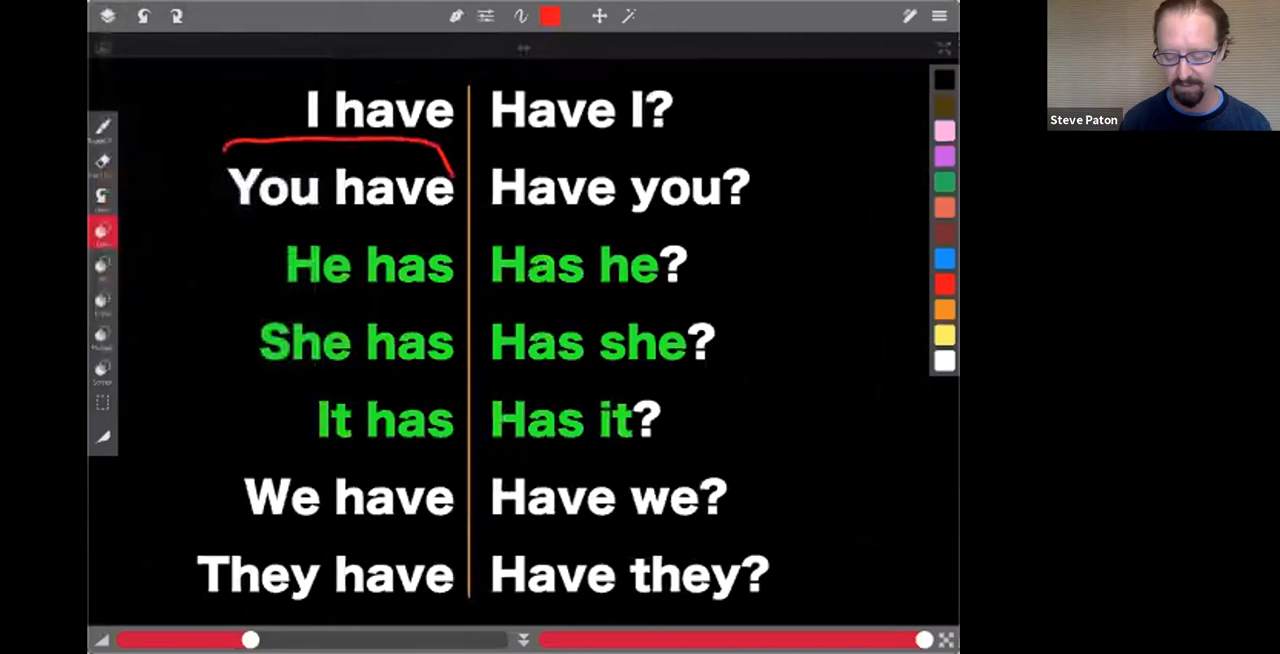 I have Have I?
You have Have you?
He has Has he?
She has Has she?
It has Has it?
We have Have we?
They have Have they?
Steve Paton